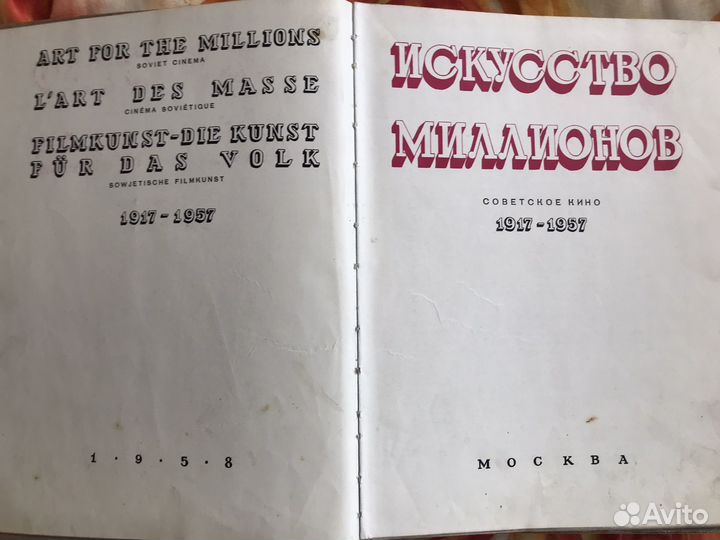 ART FOR THE MILLIONS
SOVIET CINEMA
L'ART DES MASSE
CINÉMA SOVIÉTIQUE
FILMKUNST-DIE KUNST
FÜR DAS VOLK
SOWJETISCHE FILMKUNST
1917-1957
1·9·5·8
ИСКУССТВО
МИЛЛИОНОВ
СОВЕТСКОЕ КИНО
1917-1957
МОСКВА
Avito